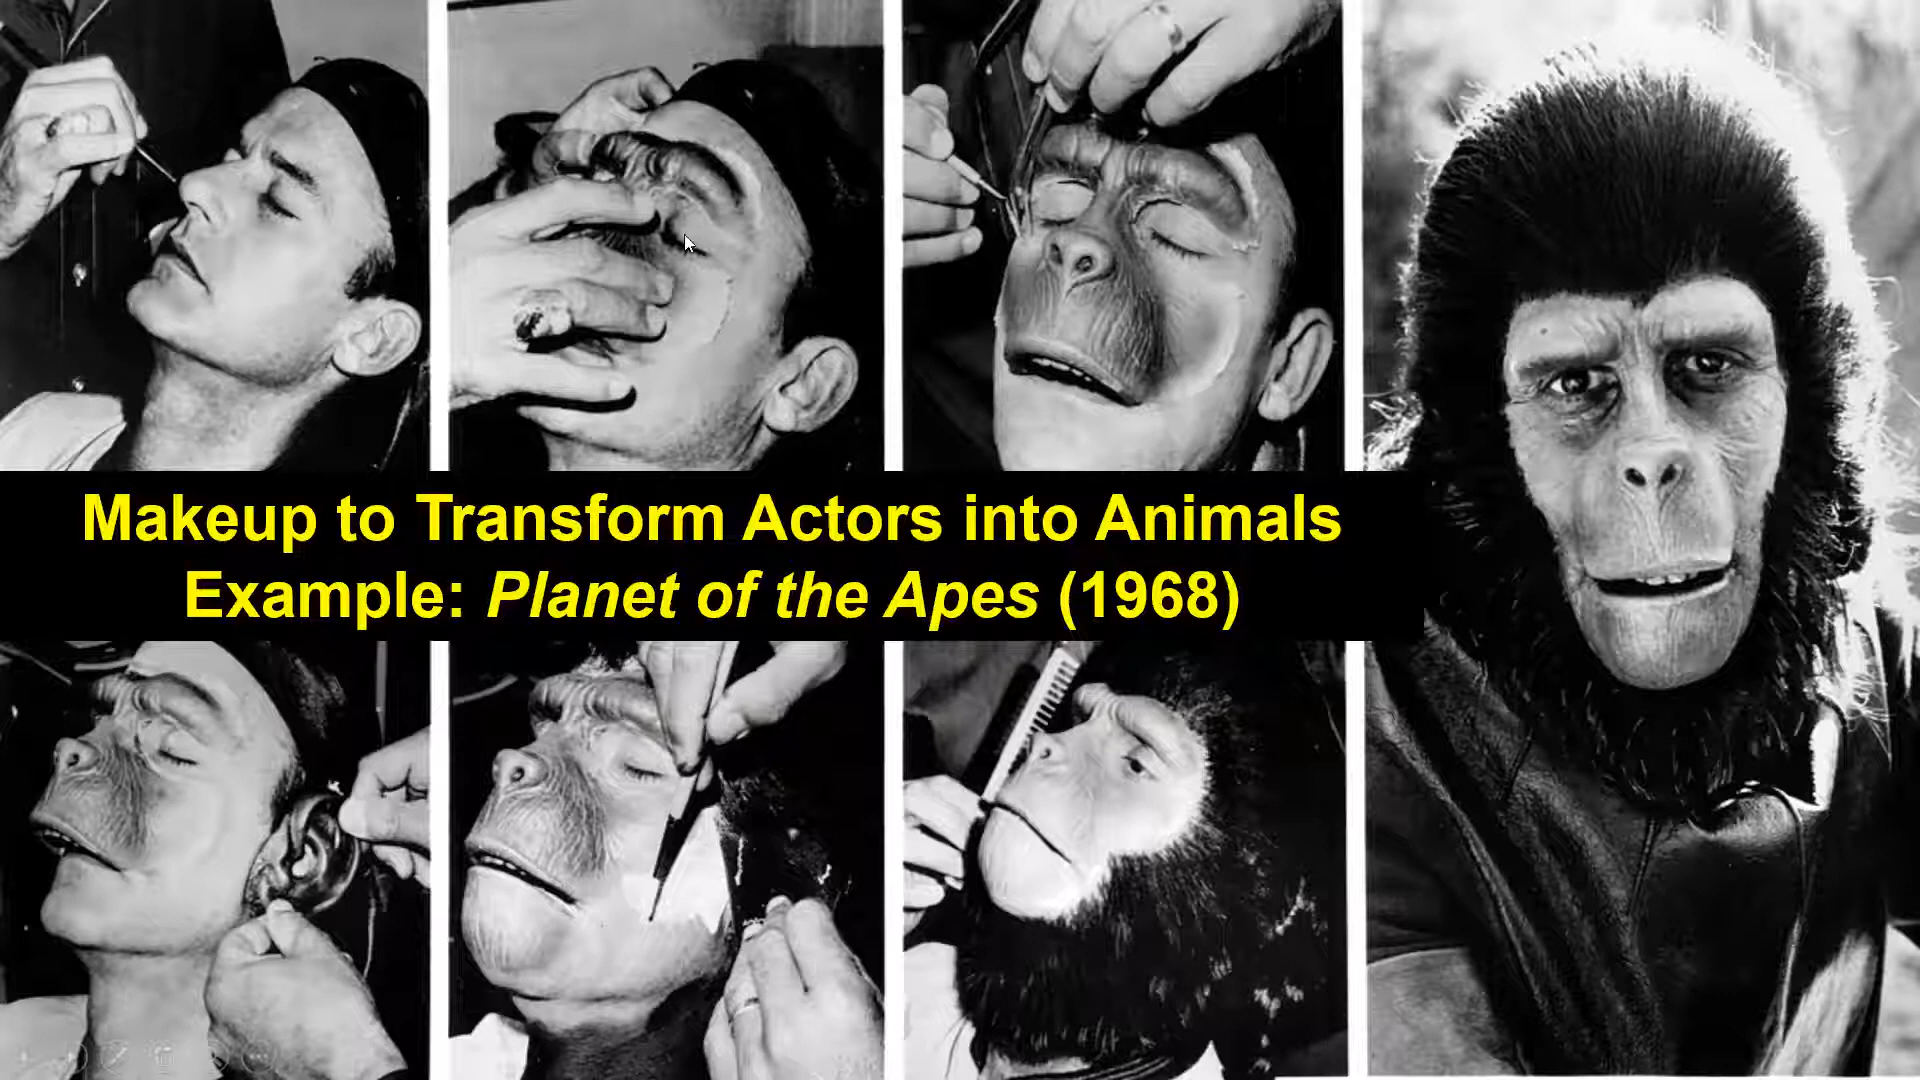 Makeup to Transform Actors into Animals
Example: Planet of the Apes (1968)